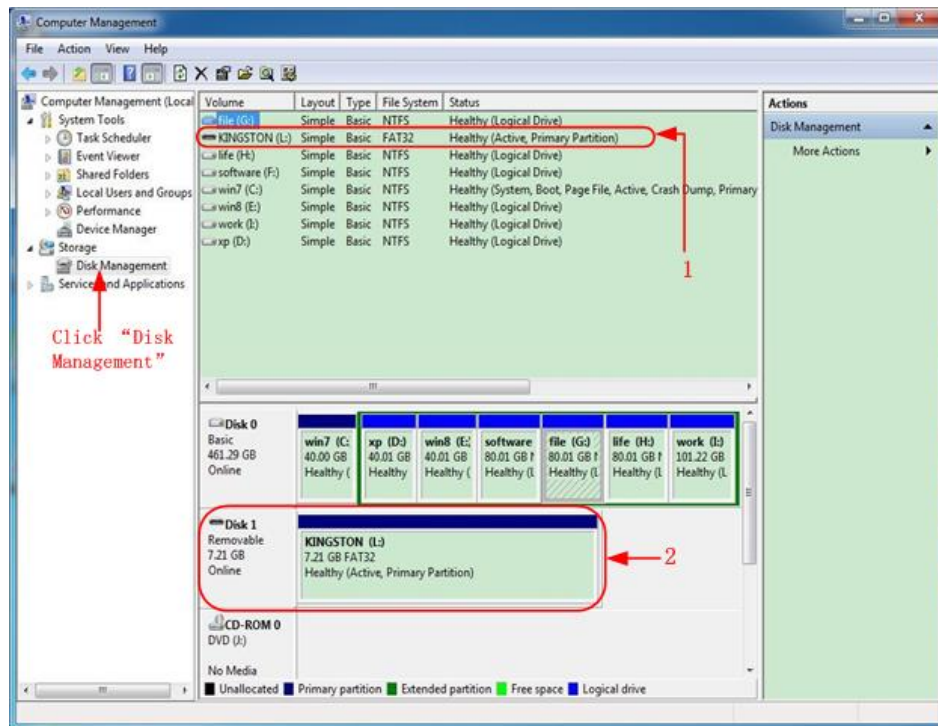 Computer Management
File Action View Help
Computer Management (Local
System Tools
Task Scheduler
Event Viewer
Shared Folders
Local Users and Groups
Performance
Device Manager
Storage
Disk Management
Services and Applications
Click “Disk
Management”
Volume Layout Type File System Status
file (G:) Simple Basic NTFS Healthy (Logical Drive)
KINGSTON (L:) Simple Basic FAT32 Healthy (Active, Primary Partition)
life (H:) Simple Basic NTFS Healthy (Logical Drive)
software (F:) Simple Basic NTFS Healthy (Logical Drive)
win7 (C:) Simple Basic NTFS Healthy (System, Boot, Page File, Active, Crash Dump, Primary
win8 (E:) Simple Basic NTFS Healthy (Logical Drive)
work (I:) Simple Basic NTFS Healthy (Logical Drive)
xp (D:) Simple Basic NTFS Healthy (Logical Drive)
1
Actions
Disk Management
More Actions
Disk 0
Basic
461.29 GB
Online
win7 (C: xp (D:) win8 (E: software file (G:) life (H:) work (I:)
40.00 GB 40.01 GB 40.01 GB 80.01 GB N 80.01 GB N 80.01 GB N 101.22 GB
Healthy ( Healthy Healthy ( Healthy (L Healthy (L Healthy (L Healthy (L
Disk 1
Removable
7.21 GB
Online
KINGSTON (L:)
7.21 GB FAT32
Healthy (Active, Primary Partition)
2
CD-ROM 0
DVD (J:)
No Media
Unallocated Primary partition Extended partition Free space Logical drive